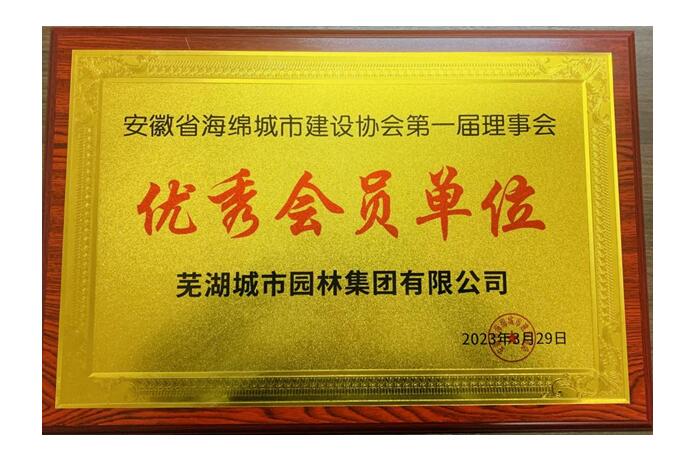 安徽省海绵城市建设协会第一届理事会
优秀会员单位
芜湖城市园林集团有限公司
2023年3月29日